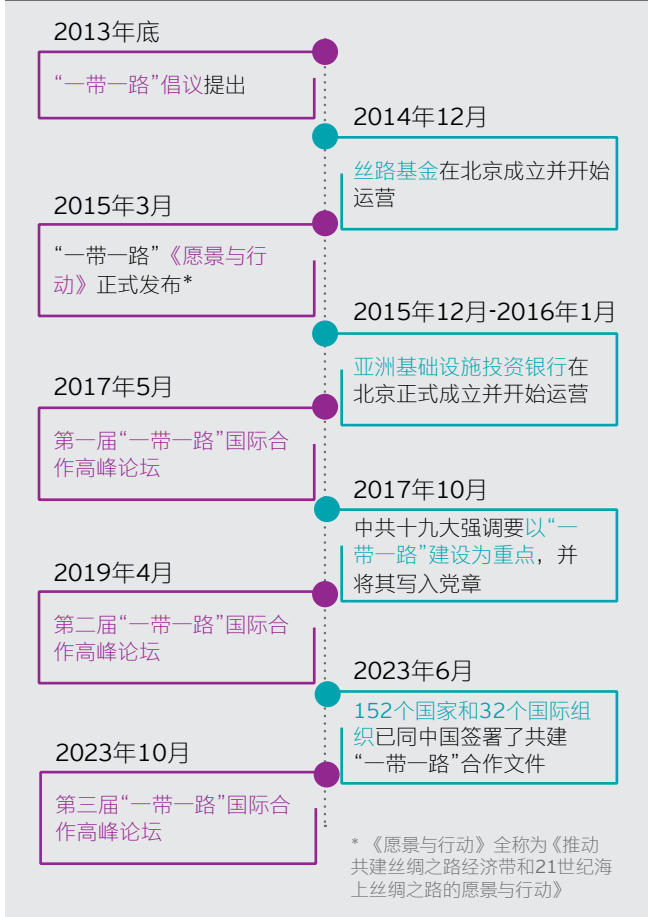 2013年底
“一带一路”倡议提出
2014年12月
丝路基金在北京成立并开始
运营
2015年3月
“一带一路”《愿景与行
动》正式发布*
2015年12月-2016年1月
亚洲基础设施投资银行在
北京正式成立并开始运营
2017年5月
第一届“一带一路”国际合
作高峰论坛
2017年10月
中共十九大强调要以“一
带一路”建设为重点，并
将其写入党章
2019年4月
第二届“一带一路”国际合
作高峰论坛
2023年6月
152个国家和32个国际组
织已同中国签署了共建
“一带一路”合作文件
2023年10月
第三届“一带一路”国际合
作高峰论坛
* 《愿景与行动》全称为《推动
共建丝绸之路经济带和21世纪海
上丝绸之路的愿景与行动》